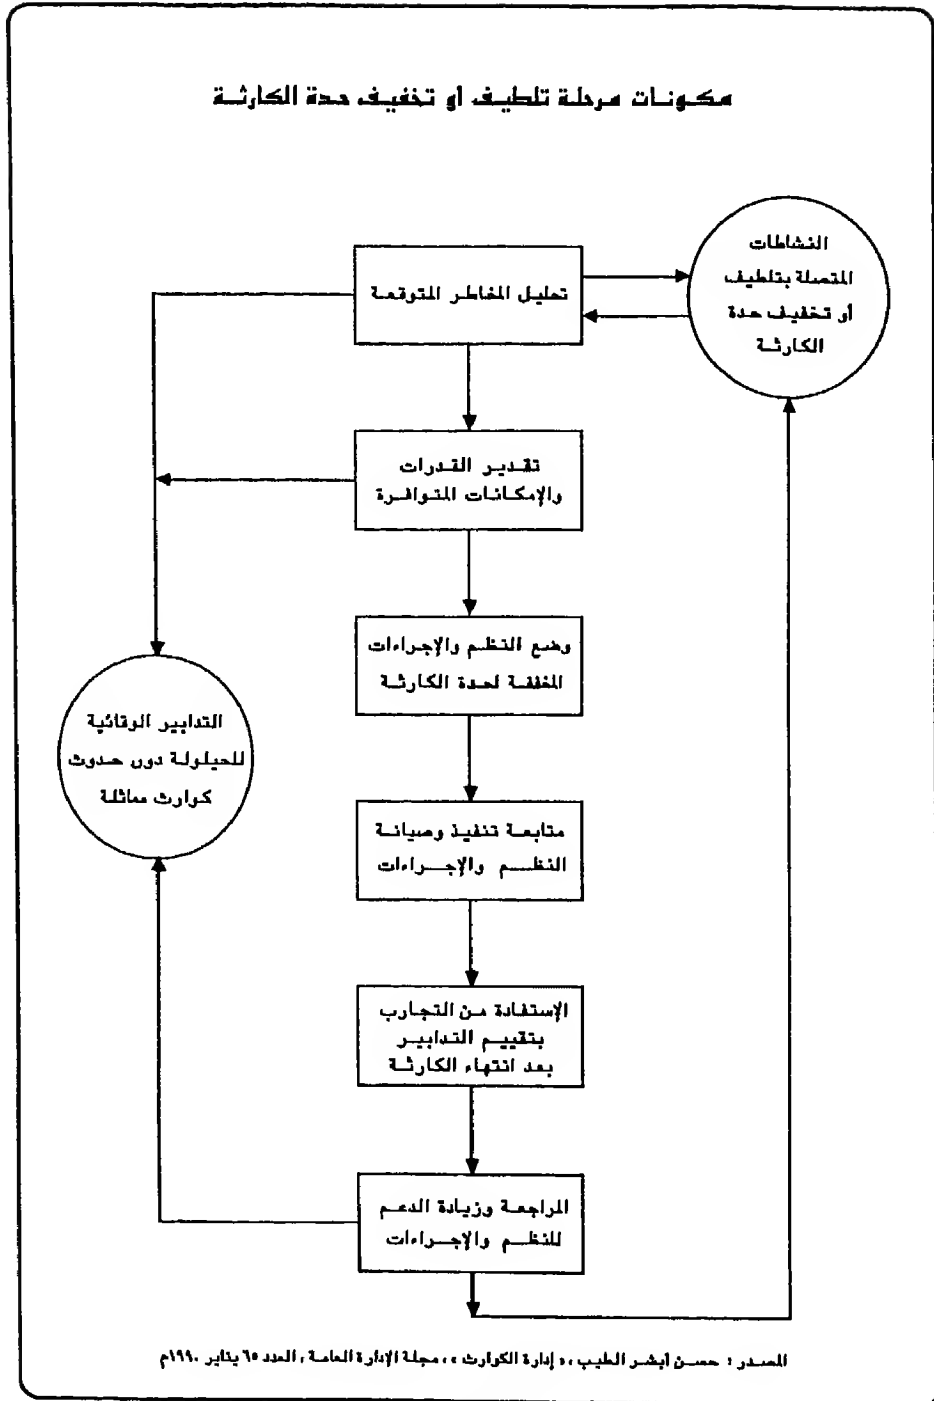 مكونات مرحلة تلطيف أو تخفيف حدة الكارثة
النشاطات
المتصلة بتلطيف
أو تخفيف حدة
الكارثة
تحليل المخاطر المتوقعة
تقدير القدرات
والإمكانات المتوافرة
وضع النظم والإجراءات
المخففة لحدة الكارثة
التدابير الوقائية
للحيلولة دون حدوث
كوارث مماثلة
متابعة تنفيذ وصيانة
النظم والإجراءات
الإستفادة من التجارب
بتقييم التدابير
بعد انتهاء الكارثة
المراجعة وزيادة الدعم
للنظم والإجراءات
المصدر : حسن أبشر الطيب ، « إدارة الكوارث » ، مجلة الإدارة العامة ، العدد ٦٥ يناير ١٩٩٠م